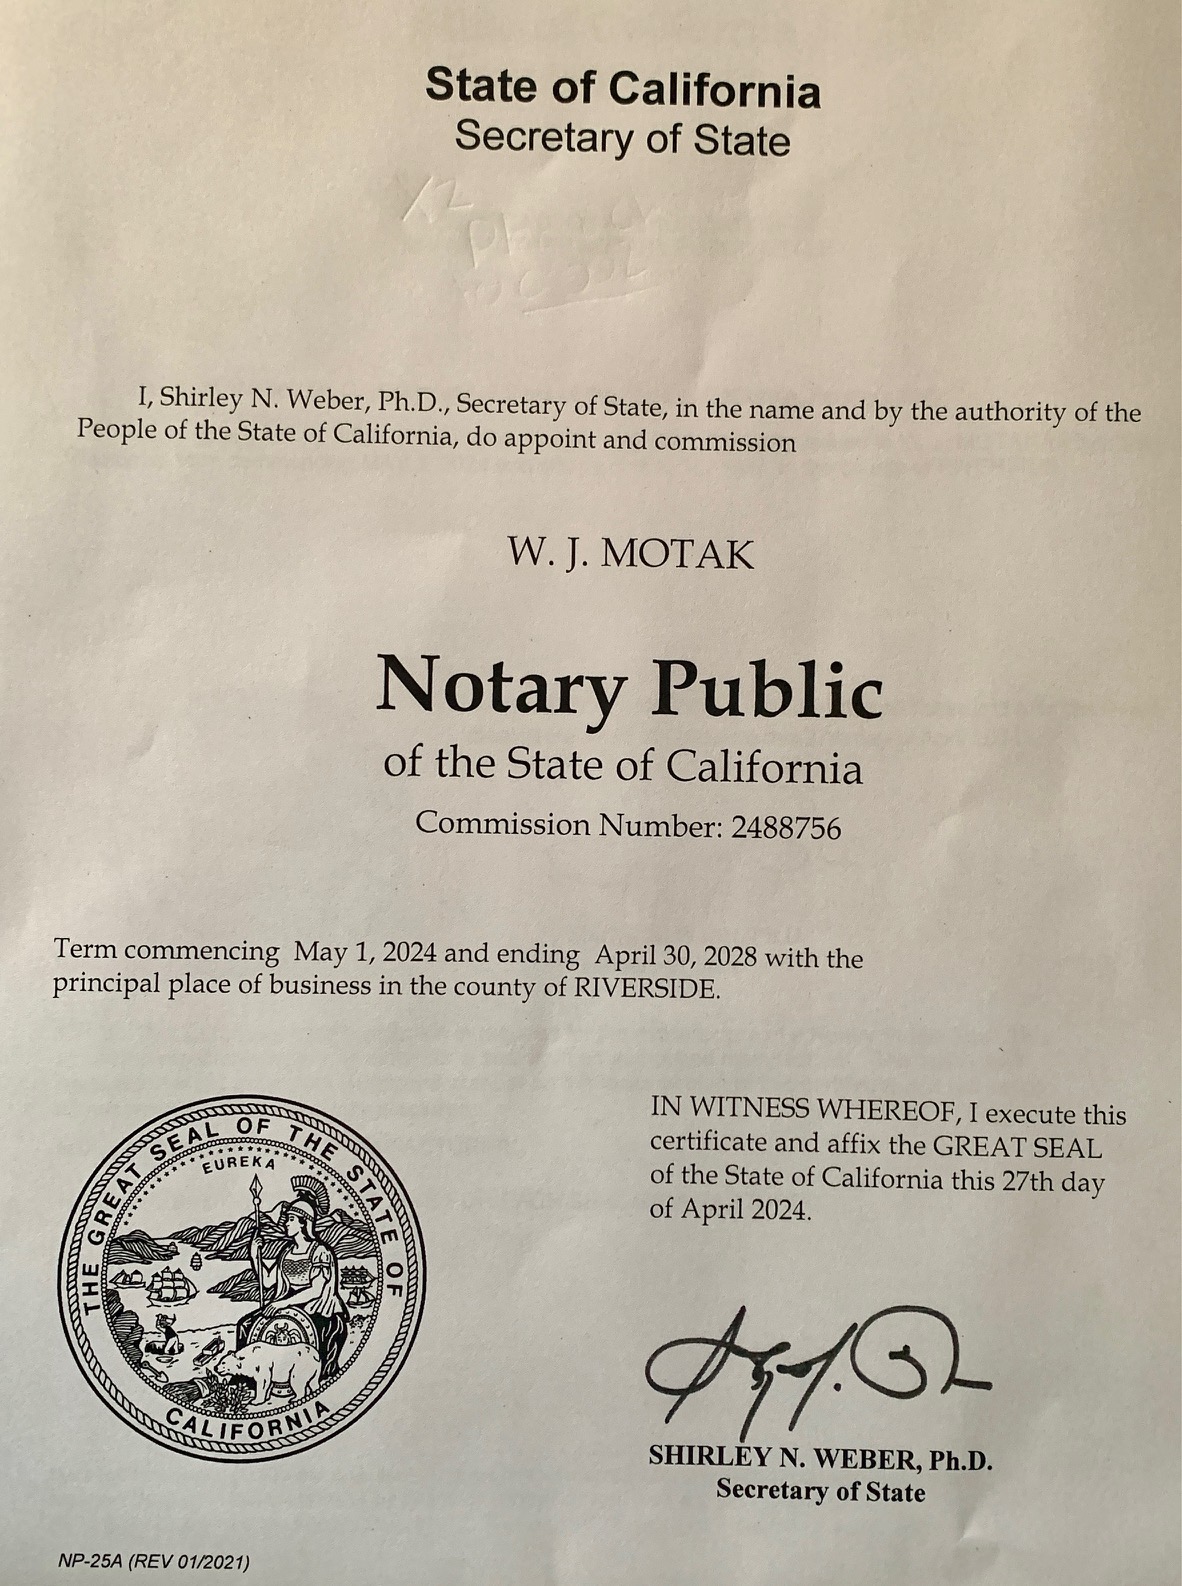 State of California
Secretary of State
I, Shirley N. Weber, Ph.D., Secretary of State, in the name and by the authority of the
People of the State of California, do appoint and commission
W. J. MOTAK
Notary Public
of the State of California
Commission Number: 2488756
Term commencing May 1, 2024 and ending April 30, 2028 with the
principal place of business in the county of RIVERSIDE.
THE GREAT SEAL OF THE STATE OF
EUREKA
CALIFORNIA
IN WITNESS WHEREOF, I execute this
certificate and affix the GREAT SEAL
of the State of California this 27th day
of April 2024.
SHIRLEY N. WEBER, Ph.D.
Secretary of State
NP-25A (REV 01/2021)